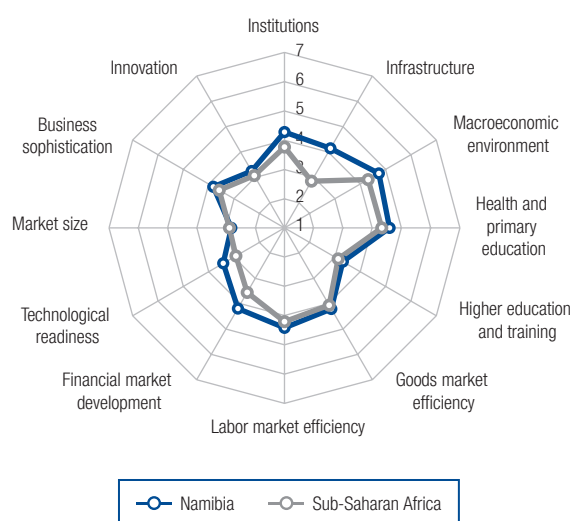 Institutions
7
6
5
4
3
2
1
Infrastructure
Macroeconomic
environment
Health and
primary
education
Higher education
and training
Goods market
efficiency
Labor market efficiency
Financial market
development
Technological
readiness
Market size
Business
sophistication
Innovation
Namibia
Sub-Saharan Africa